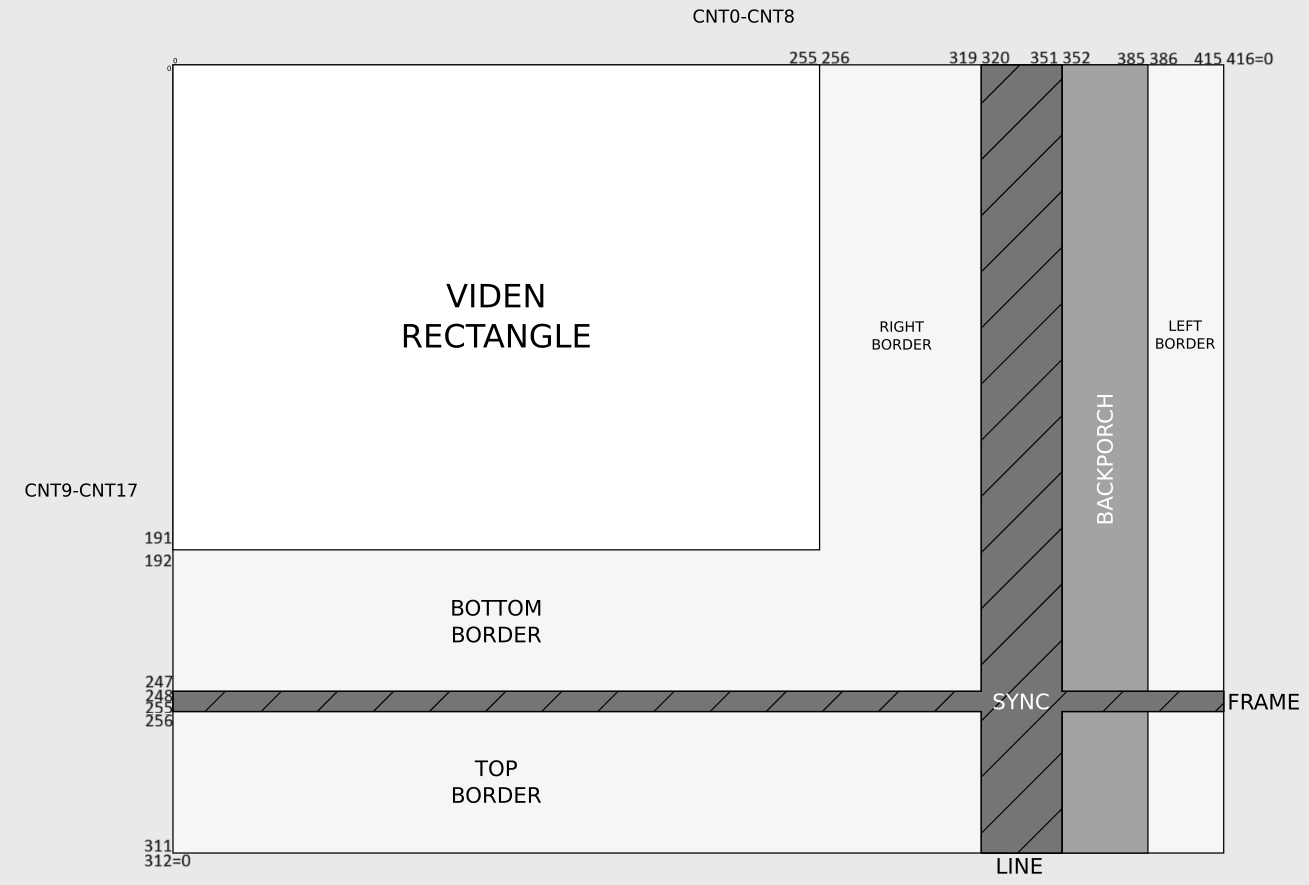 CNT0-CNT8
0
255 256 319 320 351 352 385 386 415 416=0
0
VIDEN
RECTANGLE
RIGHT
BORDER
LEFT
BORDER
BACKPORCH
CNT9-CNT17
191
192
BOTTOM
BORDER
247
248
255
256
SYNC
FRAME
TOP
BORDER
311
312=0
LINE